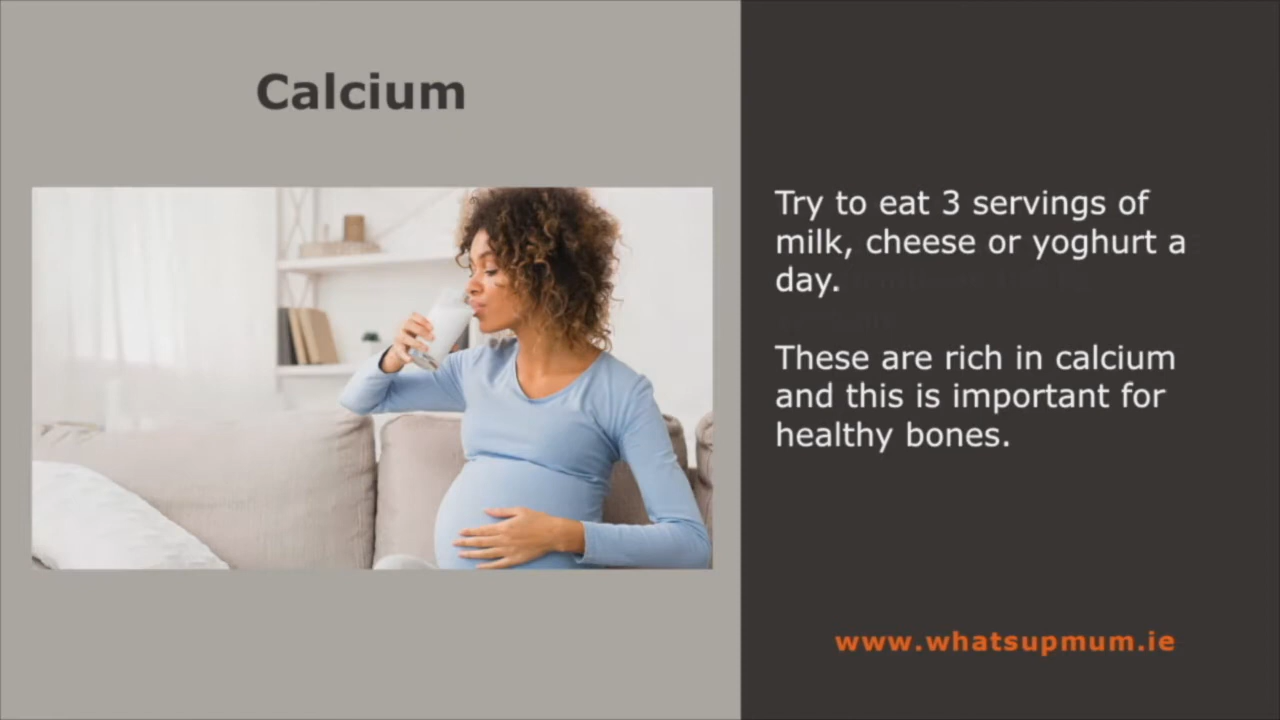 Calcium
Try to eat 3 servings of
milk, cheese or yoghurt a
day.
These are rich in calcium
and this is important for
healthy bones.
www.whatsupmum.ie